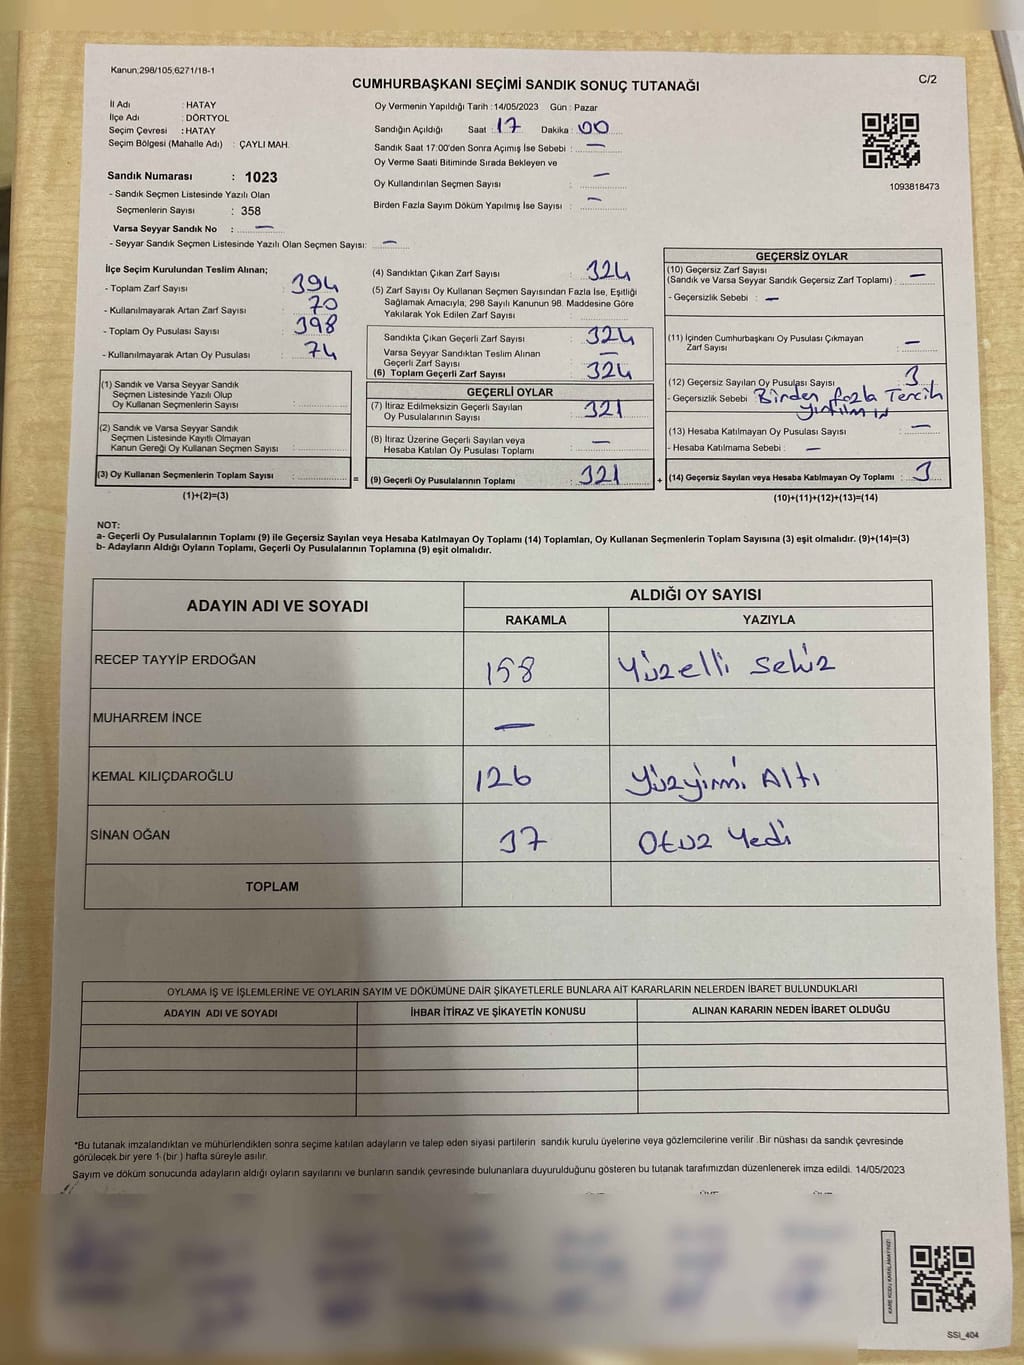 Kanun,298/105,6271/18-1
C/2
CUMHURBAŞKANI SEÇİMİ SANDIK SONUÇ TUTANAĞI
İl Adı : HATAY
İlçe Adı : DÖRTYOL
Seçim Çevresi : HATAY
Seçim Bölgesi (Mahalle Adı) : ÇAYLI MAH.
Sandık Numarası : 1023
- Sandık Seçmen Listesinde Yazılı Olan
Seçmenlerin Sayısı : 358
Varsa Seyyar Sandık No : —
- Seyyar Sandık Seçmen Listesinde Yazılı Olan Seçmen Sayısı: —
Oy Vermenin Yapıldığı Tarih : 14/05/2023 Gün : Pazar
Sandığın Açıldığı Saat : 17 Dakika : 00
Sandık Saat 17:00'den Sonra Açımış İse Sebebi : —
Oy Verme Saati Bitiminde Sırada Bekleyen ve
Oy Kullandırılan Seçmen Sayısı : —
Birden Fazla Sayım Döküm Yapılmış İse Sayısı : —
1093818473
İlçe Seçim Kurulundan Teslim Alınan;
- Toplam Zarf Sayısı : 394
- Kullanılmayarak Artan Zarf Sayısı : 70
- Toplam Oy Pusulası Sayısı : 398
- Kullanılmayarak Artan Oy Pusulası : 74
(1) Sandık ve Varsa Seyyar Sandık
Seçmen Listesinde Yazılı Olup
Oy Kullanan Seçmenlerin Sayısı :
(2) Sandık ve Varsa Seyyar Sandık
Seçmen Listesinde Kayıtlı Olmayan
Kanun Gereği Oy Kullanan Seçmen Sayısı :
(3) Oy Kullanan Seçmenlerin Toplam Sayısı :
(1)+(2)=(3)
=
(4) Sandıktan Çıkan Zarf Sayısı : 324
(5) Zarf Sayısı Oy Kullanan Seçmen Sayısından Fazla İse, Eşitliği
Sağlamak Amacıyla, 298 Sayılı Kanunun 98. Maddesine Göre
Yakılarak Yok Edilen Zarf Sayısı :
Sandıkta Çıkan Geçerli Zarf Sayısı : 324
Varsa Seyyar Sandıktan Teslim Alınan —
Geçerli Zarf Sayısı :
(6) Toplam Geçerli Zarf Sayısı : 324
GEÇERLİ OYLAR
(7) İtiraz Edilmeksizin Geçerli Sayılan
Oy Pusulalarının Sayısı : 321
(8) İtiraz Üzerine Geçerli Sayılan veya
Hesaba Katılan Oy Pusulası Toplamı : —
(9) Geçerli Oy Pusulalarının Toplamı : 321
+
GEÇERSİZ OYLAR
(10) Geçersiz Zarf Sayısı
(Sandık ve Varsa Seyyar Sandık Geçersiz Zarf Toplamı) : —
- Geçersizlik Sebebi : —
(11) İçinden Cumhurbaşkanı Oy Pusulası Çıkmayan
Zarf Sayısı : —
(12) Geçersiz Sayılan Oy Pusulası Sayısı : 3
- Geçersizlik Sebebi Birden fazla Tercih
(13) Hesaba Katılmayan Oy Pusulası Sayısı : —
- Hesaba Katılmama Sebebi : —
(14) Geçersiz Sayılan veya Hesaba Katılmayan Oy Toplamı : 3
(10)+(11)+(12)+(13)=(14)
NOT:
a- Geçerli Oy Pusulalarının Toplamı (9) ile Geçersiz Sayılan veya Hesaba Katılmayan Oy Toplamı (14) Toplamları, Oy Kullanan Seçmenlerin Toplam Sayısına (3) eşit olmalıdır. (9)+(14)=(3)
b- Adayların Aldığı Oyların Toplamı, Geçerli Oy Pusulalarının Toplamına (9) eşit olmalıdır.
ADAYIN ADI VE SOYADI ALDIĞI OY SAYISI
RAKAMLA YAZIYLA
RECEP TAYYİP ERDOĞAN 158 Yüzelli Sekiz
MUHARREM İNCE —
KEMAL KILIÇDAROĞLU 126 Yüzyirmi Altı
SİNAN OĞAN 37 Otuz Yedi
TOPLAM
OYLAMA İŞ VE İŞLEMLERİNE VE OYLARIN SAYIM VE DÖKÜMÜNE DAİR ŞİKAYETLERLE BUNLARA AİT KARARLARIN NELERDEN İBARET BULUNDUKLARI
ADAYIN ADI VE SOYADI İHBAR İTİRAZ VE ŞİKAYETİN KONUSU ALINAN KARARIN NEDEN İBARET OLDUĞU
*Bu tutanak imzalandıktan ve mühürlendikten sonra seçime katılan adayların ve talep eden siyasi partilerin sandık kurulu üyelerine veya gözlemcilerine verilir .Bir nüshası da sandık çevresinde
görülecek bir yere 1 (bir ) hafta süreyle asılır.
Sayım ve döküm sonucunda adayların aldığı oyların sayılarını ve bunların sandık çevresinde bulunanlara duyurulduğunu gösteren bu tutanak tarafımızdan düzenlenerek imza edildi. 14/05/2023
KARE KODU KARALAMAYINIZ!
SSI_404